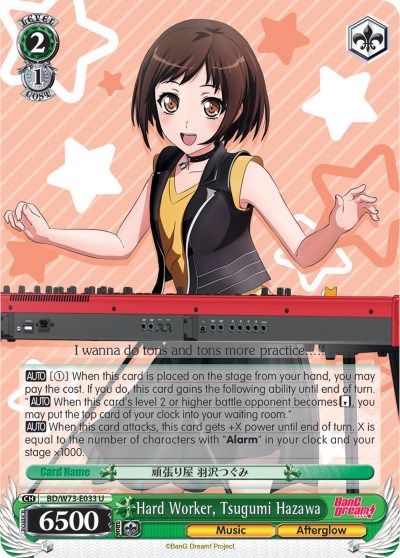 LEVEL
2
1
COST
I wanna do tons and tons more practice.....
AUTO [①] When this card is placed on the stage from your hand, you may
pay the cost. If you do, this card gains the following ability until end of turn.
"AUTO When this card's level 2 or higher battle opponent becomes [▼], you
may put the top card of your clock into your waiting room."
AUTO When this card attacks, this card gets +X power until end of turn. X is
equal to the number of characters with "Alarm" in your clock and your
stage x1000.
Card Name
頑張り屋 羽沢つぐみ
CH BD/W73-E033 U
Hard Worker, Tsugumi Hazawa
BanG Dream!
POWER
6500
Music
Afterglow
©BanG Dream! Project